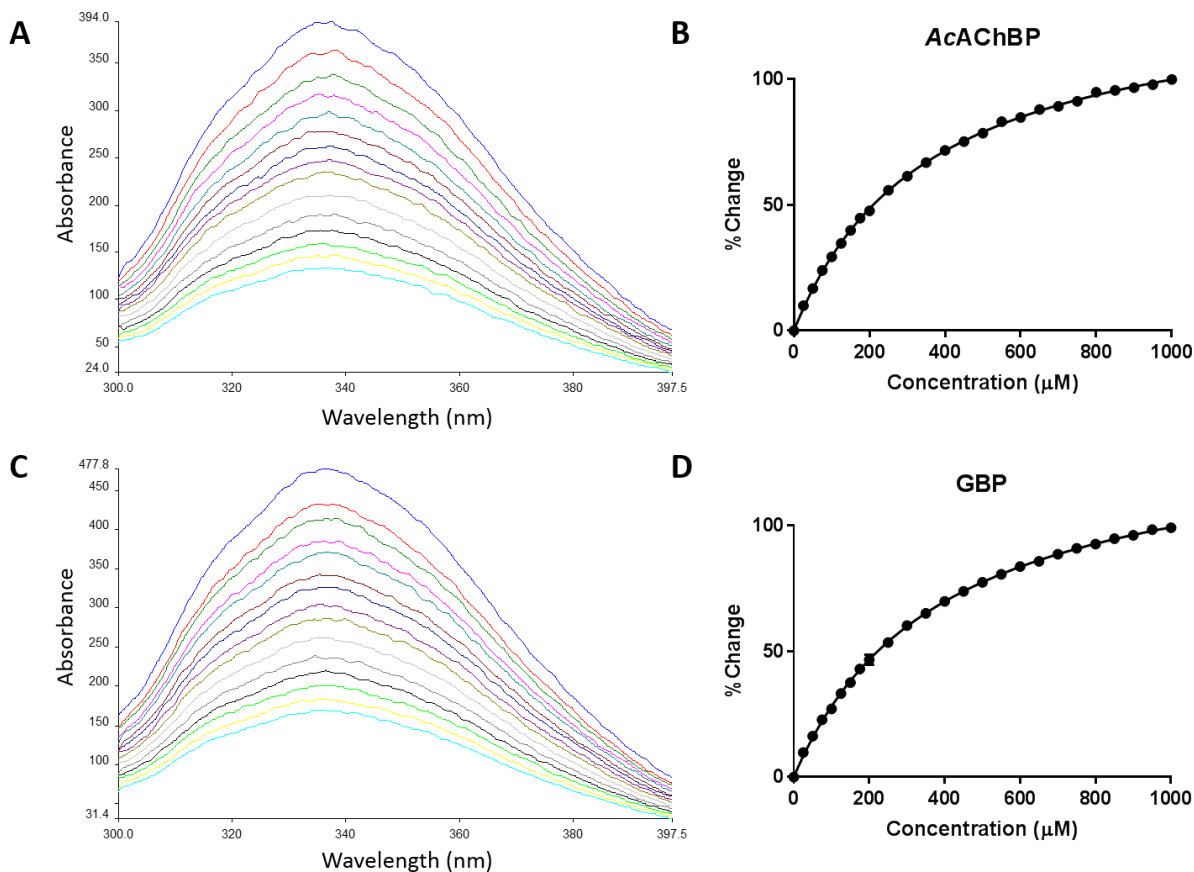 A
394.0
350
300
250
200
150
100
50
24.0
Absorbance
300.0 320 340 360 380 397.5
Wavelength (nm)
B
AcAChBP
100
50
0
% Change
0 200 400 600 800 1000
Concentration (μM)
C
477.8
450
400
350
300
250
200
150
100
31.4
Absorbance
300.0 320 340 360 380 397.5
Wavelength (nm)
D
GBP
100
50
0
% Change
0 200 400 600 800 1000
Concentration (μM)